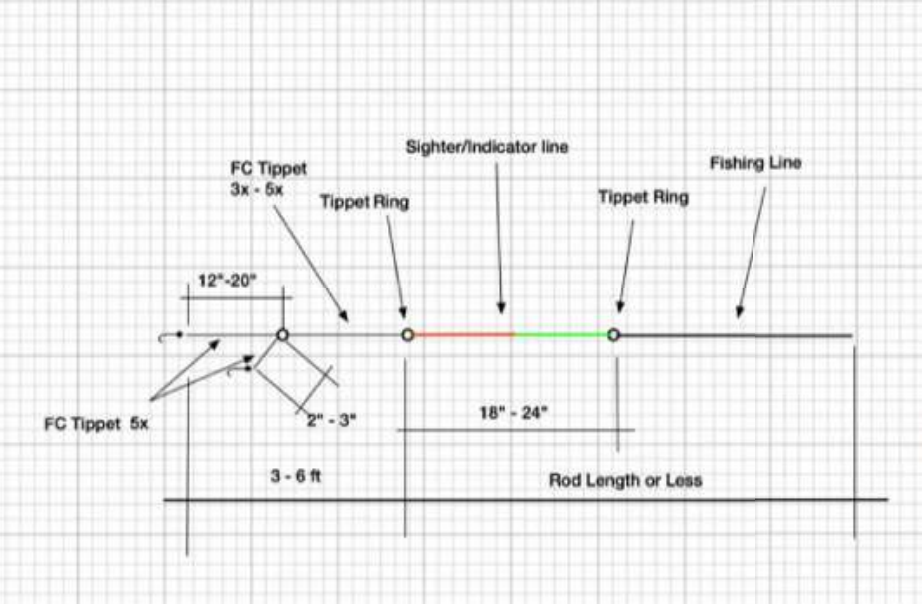 Sighter/Indicator line
FC Tippet
3x - 5x
Fishing Line
Tippet Ring
Tippet Ring
12"-20"
2" - 3"
18" - 24"
FC Tippet 5x
3 - 6 ft
Rod Length or Less